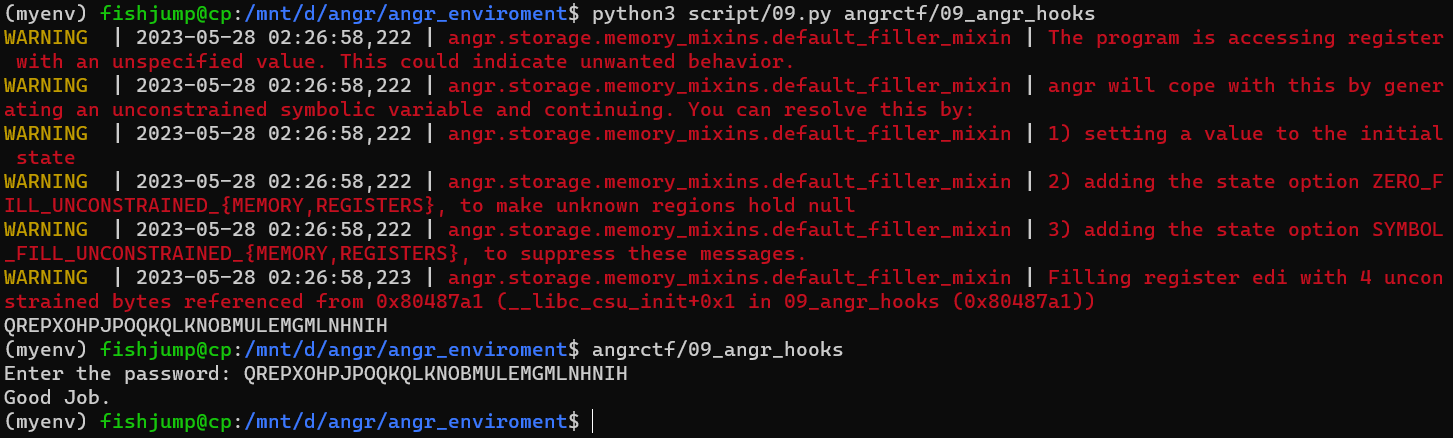 (myenv) fishjump@cp:/mnt/d/angr/angr_enviroment$ python3 script/09.py angrctf/09_angr_hooks
WARNING  | 2023-05-28 02:26:58,222 | angr.storage.memory_mixins.default_filler_mixin | The program is accessing register
 with an unspecified value. This could indicate unwanted behavior.
WARNING  | 2023-05-28 02:26:58,222 | angr.storage.memory_mixins.default_filler_mixin | angr will cope with this by gener
ating an unconstrained symbolic variable and continuing. You can resolve this by:
WARNING  | 2023-05-28 02:26:58,222 | angr.storage.memory_mixins.default_filler_mixin | 1) setting a value to the initial
 state
WARNING  | 2023-05-28 02:26:58,222 | angr.storage.memory_mixins.default_filler_mixin | 2) adding the state option ZERO_F
ILL_UNCONSTRAINED_{MEMORY,REGISTERS}, to make unknown regions hold null
WARNING  | 2023-05-28 02:26:58,222 | angr.storage.memory_mixins.default_filler_mixin | 3) adding the state option SYMBOL
_FILL_UNCONSTRAINED_{MEMORY,REGISTERS}, to suppress these messages.
WARNING  | 2023-05-28 02:26:58,223 | angr.storage.memory_mixins.default_filler_mixin | Filling register edi with 4 uncon
strained bytes referenced from 0x80487a1 (__libc_csu_init+0x1 in 09_angr_hooks (0x80487a1))
QREPXOHPJPOQKQLKNOBMULEMGMLNHNIH
(myenv) fishjump@cp:/mnt/d/angr/angr_enviroment$ angrctf/09_angr_hooks
Enter the password: QREPXOHPJPOQKQLKNOBMULEMGMLNHNIH
Good Job.
(myenv) fishjump@cp:/mnt/d/angr/angr_enviroment$